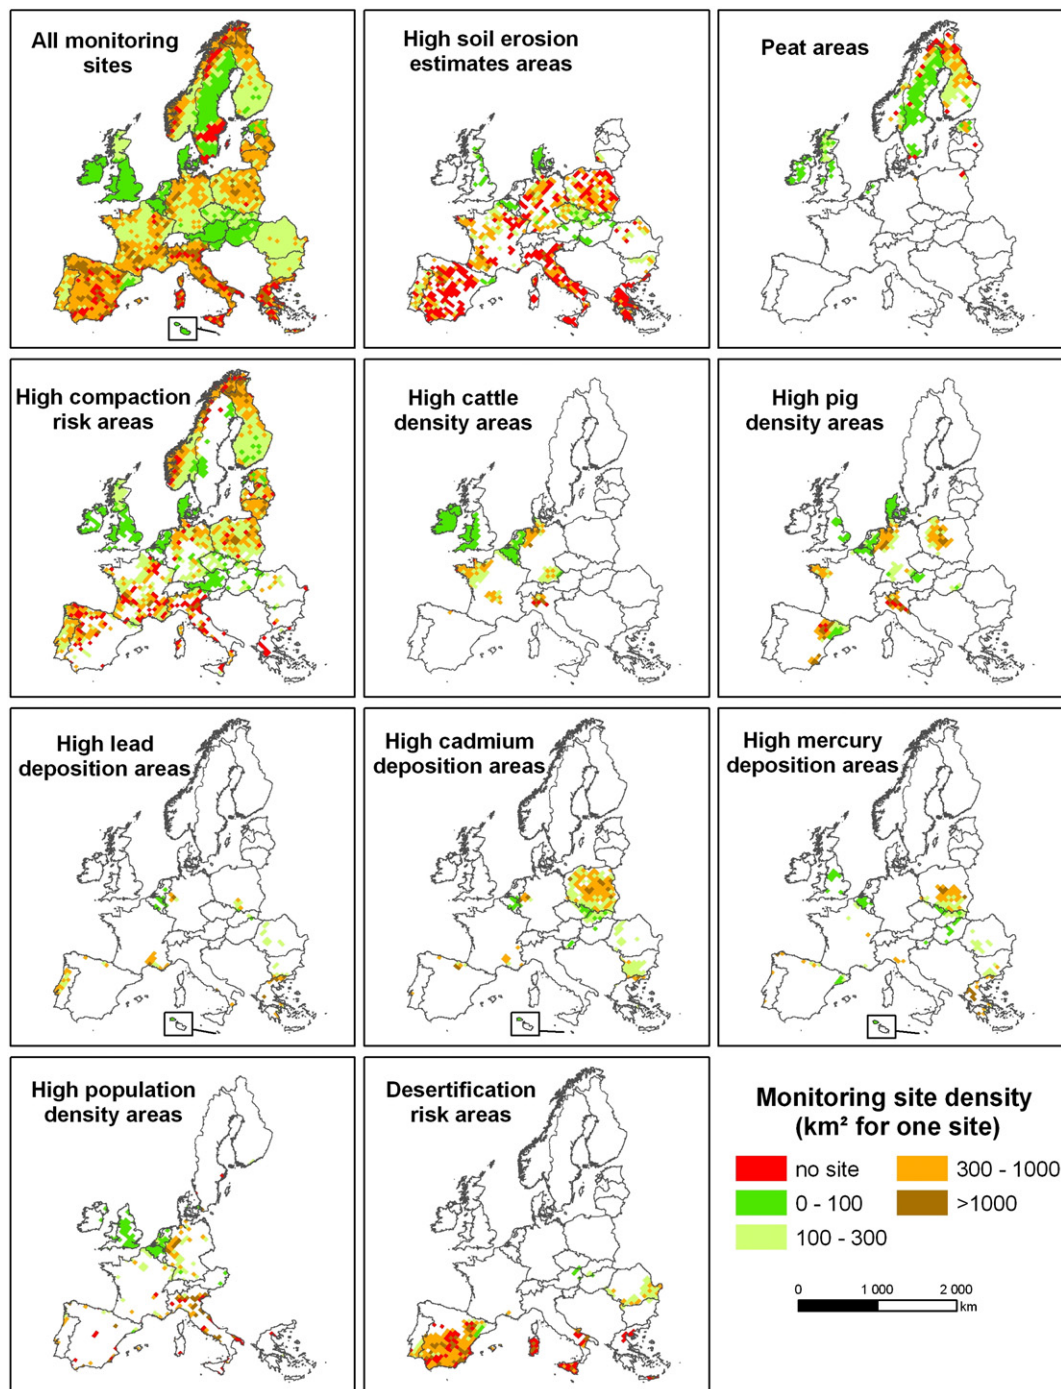 All monitoring
sites
High soil erosion
estimates areas
Peat areas
High compaction
risk areas
High cattle
density areas
High pig
density areas
High lead
deposition areas
High cadmium
deposition areas
High mercury
deposition areas
High population
density areas
Desertification
risk areas
Monitoring site density
(km² for one site)
no site
300 - 1000
0 - 100
>1000
100 - 300
0 1 000 2 000
km